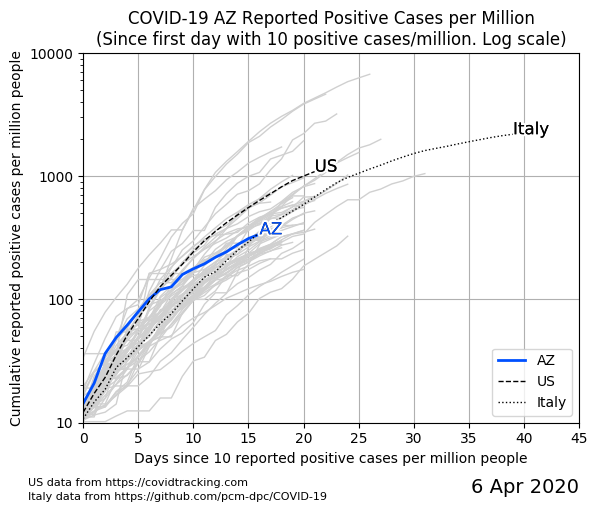 COVID-19 AZ Reported Positive Cases per Million
(Since first day with 10 positive cases/million. Log scale)
Cumulative reported positive cases per million people
10000
1000
100
10
Italy
US
AZ
AZ
US
Italy
0 5 10 15 20 25 30 35 40 45
Days since 10 reported positive cases per million people
US data from https://covidtracking.com
Italy data from https://github.com/pcm-dpc/COVID-19
6 Apr 2020